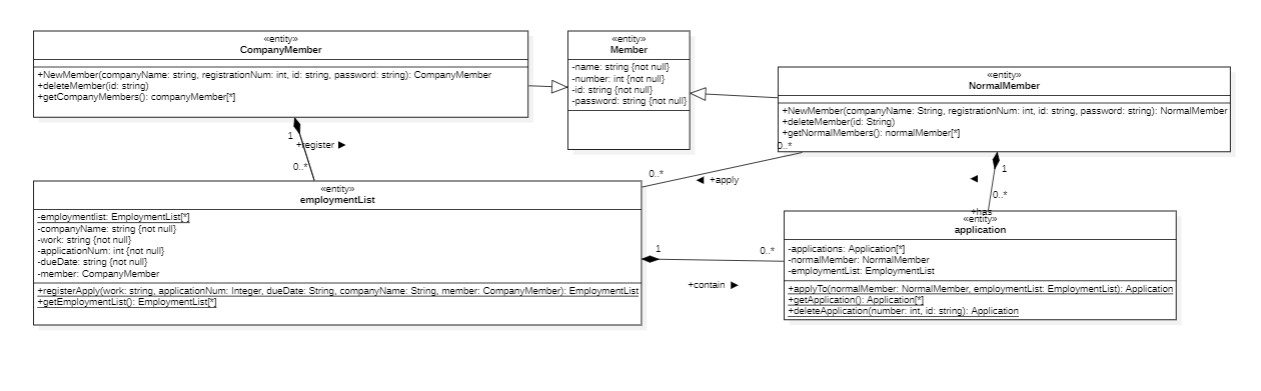 «entity»
CompanyMember
+NewMember(companyName: string, registrationNum: int, id: string, password: string): CompanyMember
+deleteMember(id: string)
+getCompanyMembers(): companyMember[*]
«entity»
Member
-name: string {not null}
-number: int {not null}
-id: string {not null}
-password: string {not null}
«entity»
NormalMember
+NewMember(companyName: String, registrationNum: int, id: string, password: string): NormalMember
+deleteMember(id: String)
+getNormalMembers(): normalMember[*]
1
+register ▶
0..*
0..*
0..*
◀ +apply
1
◀
0..*
+has
«entity»
employmentList
-employmentlist: EmploymentList[*]
-companyName: string {not null}
-work: string {not null}
-applicationNum: int {not null}
-dueDate: string {not null}
-member: CompanyMember
+registerApply(work: string, applicationNum: Integer, dueDate: String, companyName: String, member: CompanyMember): EmploymentList
+getEmploymentList(): EmploymentList[*]
1
0..*
+contain ▶
«entity»
application
-applications: Application[*]
-normalMember: NormalMember
-employmentList: EmploymentList
+applyTo(normalMember: NormalMember, employmentList: EmploymentList): Application
+getApplication(): Application[*]
+deleteApplication(number: int, id: string): Application